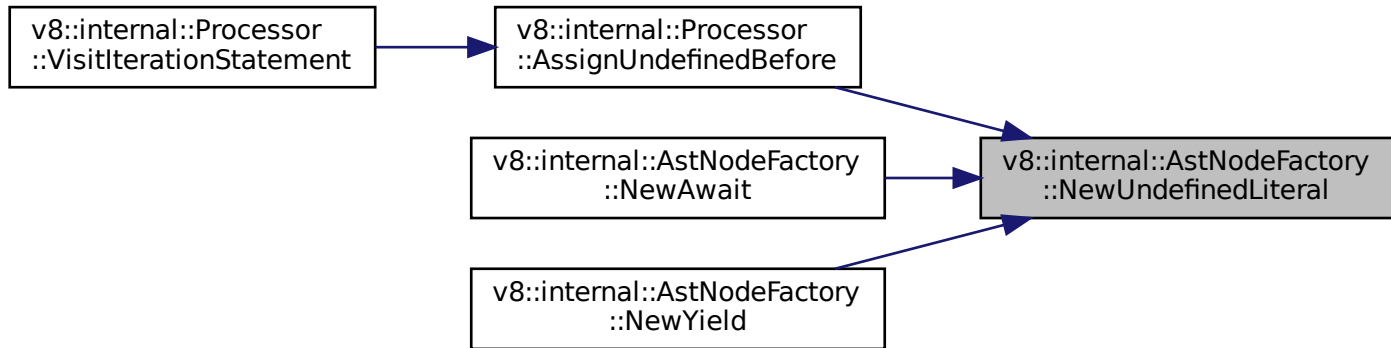 v8::internal::Processor
::VisitIterationStatement
v8::internal::Processor
::AssignUndefinedBefore
v8::internal::AstNodeFactory
::NewAwait
v8::internal::AstNodeFactory
::NewUndefinedLiteral
v8::internal::AstNodeFactory
::NewYield